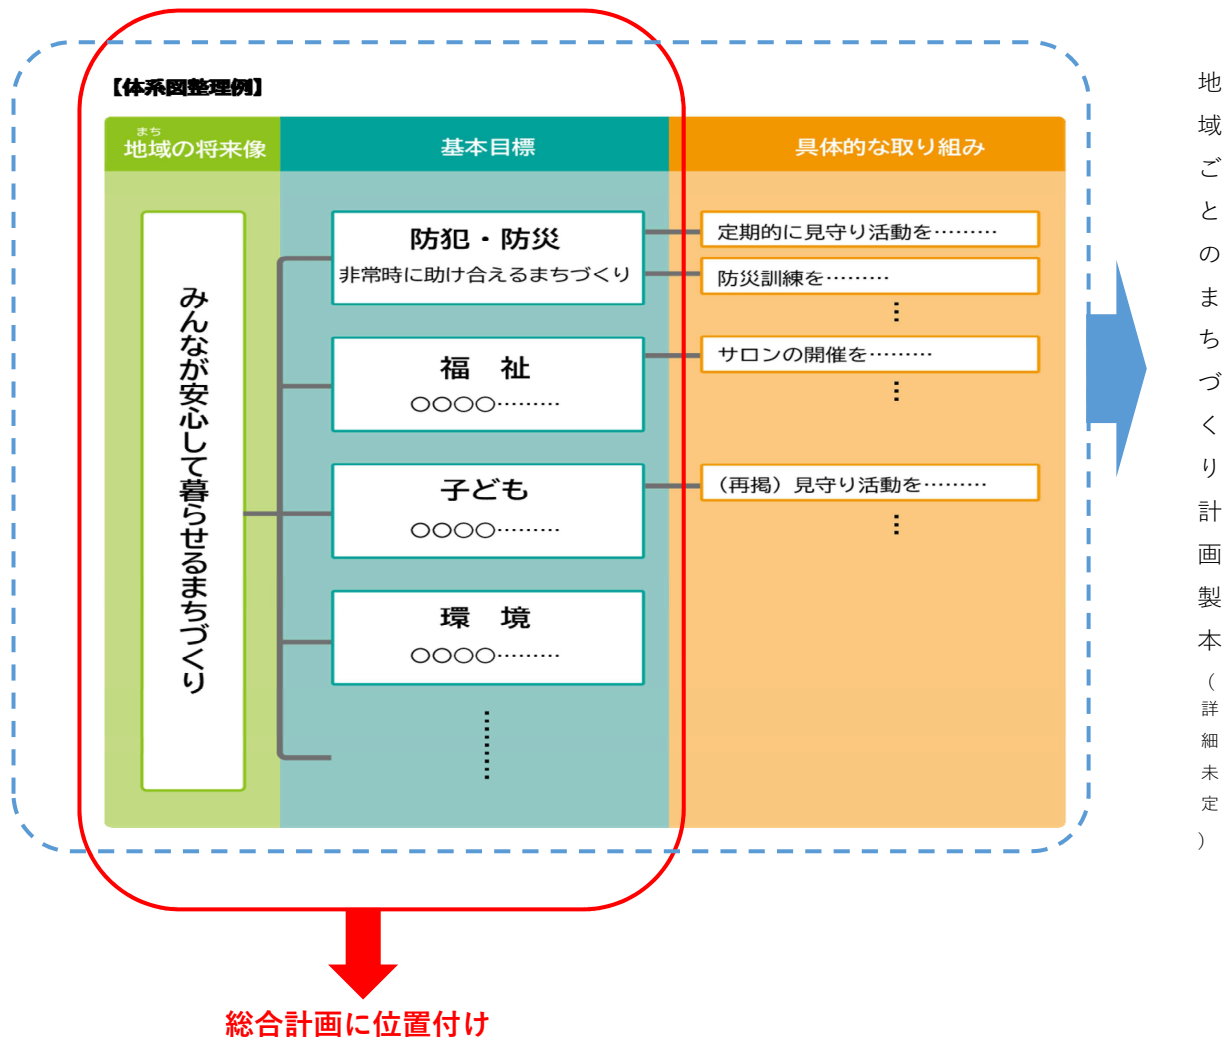 【体系図整理例】
まち
地域の将来像
基本目標
具体的な取り組み
みんなが安心して暮らせるまちづくり
防犯・防災
非常時に助け合えるまちづくり
定期的に見守り活動を………
防災訓練を………
⋮
福　祉
○○○○………
サロンの開催を………
⋮
子ども
○○○○………
（再掲）見守り活動を………
⋮
環　境
○○○○………
………
地域ごとのまちづくり計画製本（詳細未定）
総合計画に位置付け